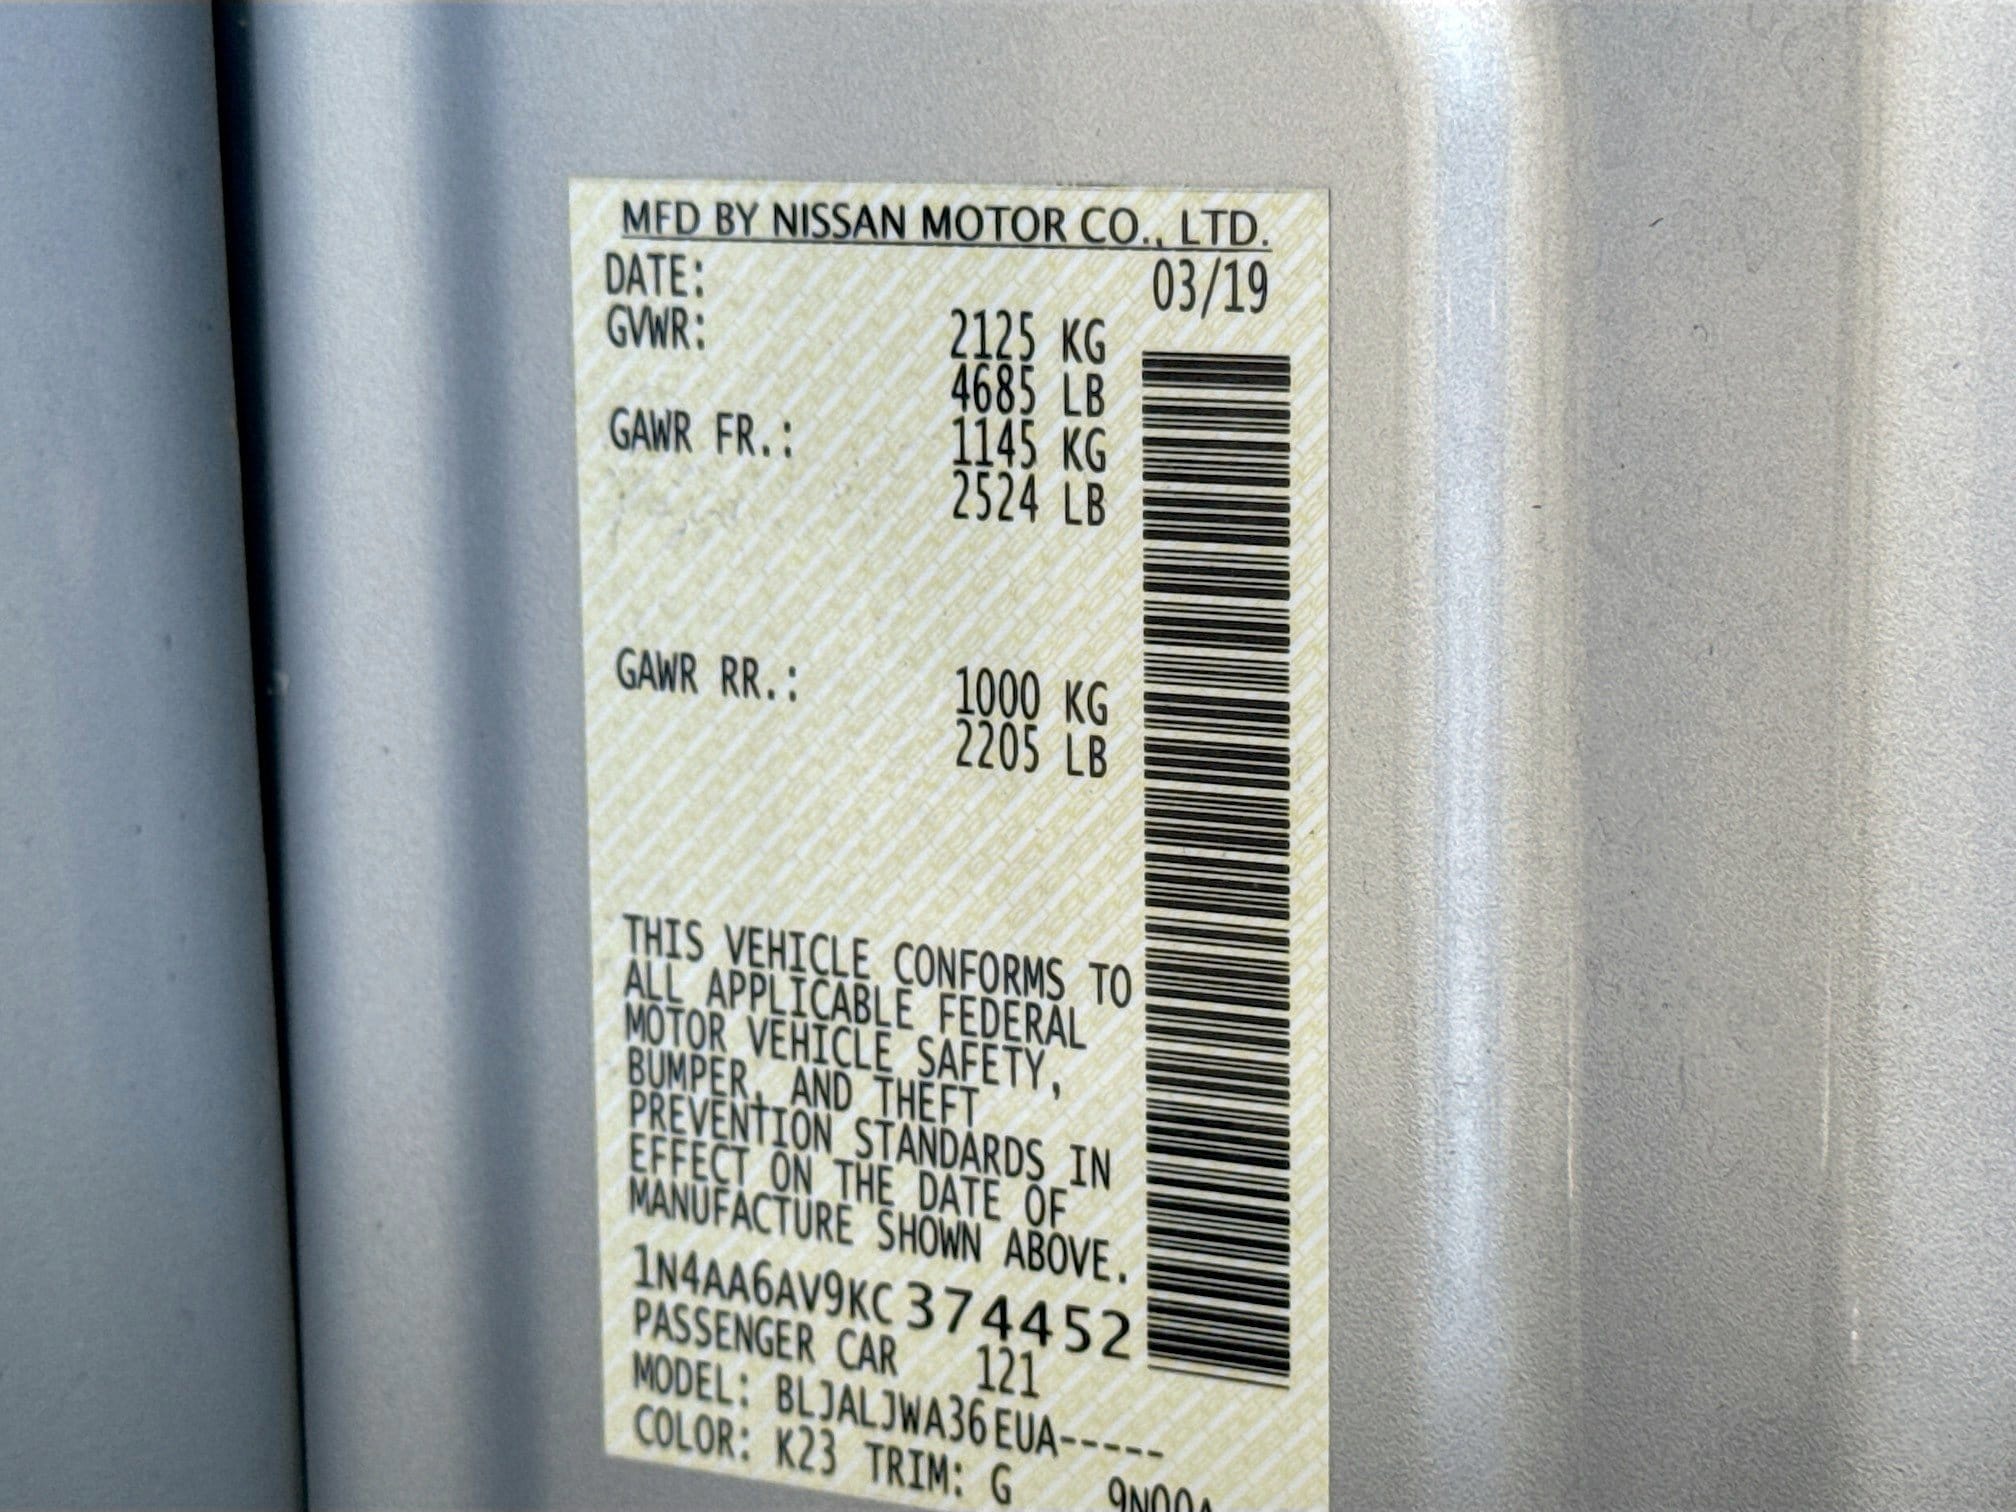 MFD BY NISSAN MOTOR CO., LTD.
DATE: 03/19
GVWR: 2125 KG
4685 LB
GAWR FR.: 1145 KG
2524 LB
GAWR RR.: 1000 KG
2205 LB
THIS VEHICLE CONFORMS TO
ALL APPLICABLE FEDERAL
MOTOR VEHICLE SAFETY,
BUMPER, AND THEFT
PREVENTION STANDARDS IN
EFFECT ON THE DATE OF
MANUFACTURE SHOWN ABOVE.
1N4AA6AV9KC374452
PASSENGER CAR 121
MODEL: BLJALJWA36EUA-----
COLOR: K23 TRIM: G